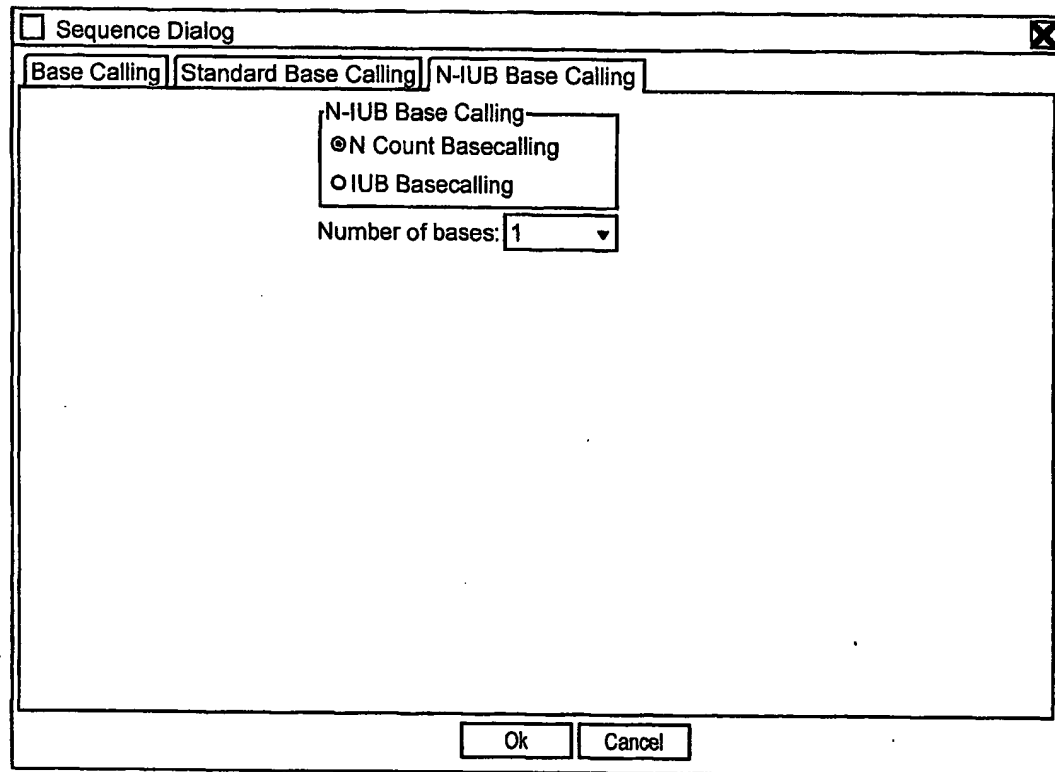 Sequence Dialog
Base Calling Standard Base Calling N-IUB Base Calling
N-IUB Base Calling
N Count Basecalling
IUB Basecalling
Number of bases: 1
Ok Cancel